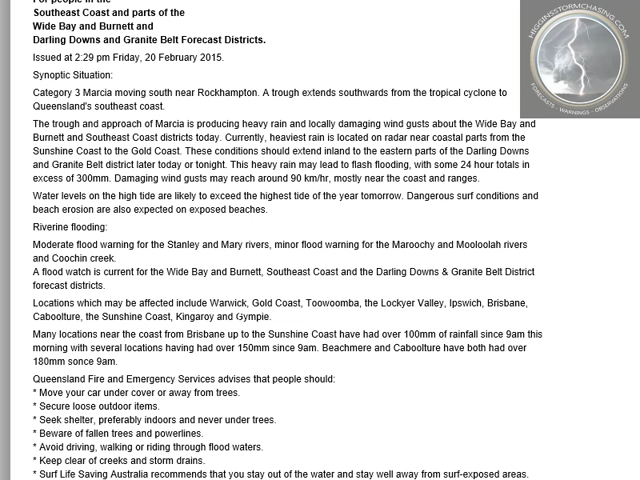 For people in the
Southeast Coast and parts of the
Wide Bay and Burnett and
Darling Downs and Granite Belt Forecast Districts.
Issued at 2:29 pm Friday, 20 February 2015.
Synoptic Situation:
Category 3 Marcia moving south near Rockhampton. A trough extends southwards from the tropical cyclone to
Queensland's southeast coast.
The trough and approach of Marcia is producing heavy rain and locally damaging wind gusts about the Wide Bay and
Burnett and Southeast Coast districts today. Currently, heaviest rain is located on radar near coastal parts from the
Sunshine Coast to the Gold Coast. These conditions should extend inland to the eastern parts of the Darling Downs
and Granite Belt district later today or tonight. This heavy rain may lead to flash flooding, with some 24 hour totals in
excess of 300mm. Damaging wind gusts may reach around 90 km/hr, mostly near the coast and ranges.
Water levels on the high tide are likely to exceed the highest tide of the year tomorrow. Dangerous surf conditions and
beach erosion are also expected on exposed beaches.
Riverine flooding:
Moderate flood warning for the Stanley and Mary rivers, minor flood warning for the Maroochy and Mooloolah rivers
and Coochin creek.
A flood watch is current for the Wide Bay and Burnett, Southeast Coast and the Darling Downs & Granite Belt District
forecast districts.
Locations which may be affected include Warwick, Gold Coast, Toowoomba, the Lockyer Valley, Ipswich, Brisbane,
Caboolture, the Sunshine Coast, Kingaroy and Gympie.
Many locations near the coast from Brisbane up to the Sunshine Coast have had over 100mm of rainfall since 9am this
morning with several locations having had over 150mm since 9am. Beachmere and Caboolture have both had over
180mm sonce 9am.
Queensland Fire and Emergency Services advises that people should:
* Move your car under cover or away from trees.
* Secure loose outdoor items.
* Seek shelter, preferably indoors and never under trees.
* Beware of fallen trees and powerlines.
* Avoid driving, walking or riding through flood waters.
* Keep clear of creeks and storm drains.
* Surf Life Saving Australia recommends that you stay out of the water and stay well away from surf-exposed areas.
HIGGINSSTORMCHASING.COM
FORECASTS - WARNINGS - OBSERVATIONS